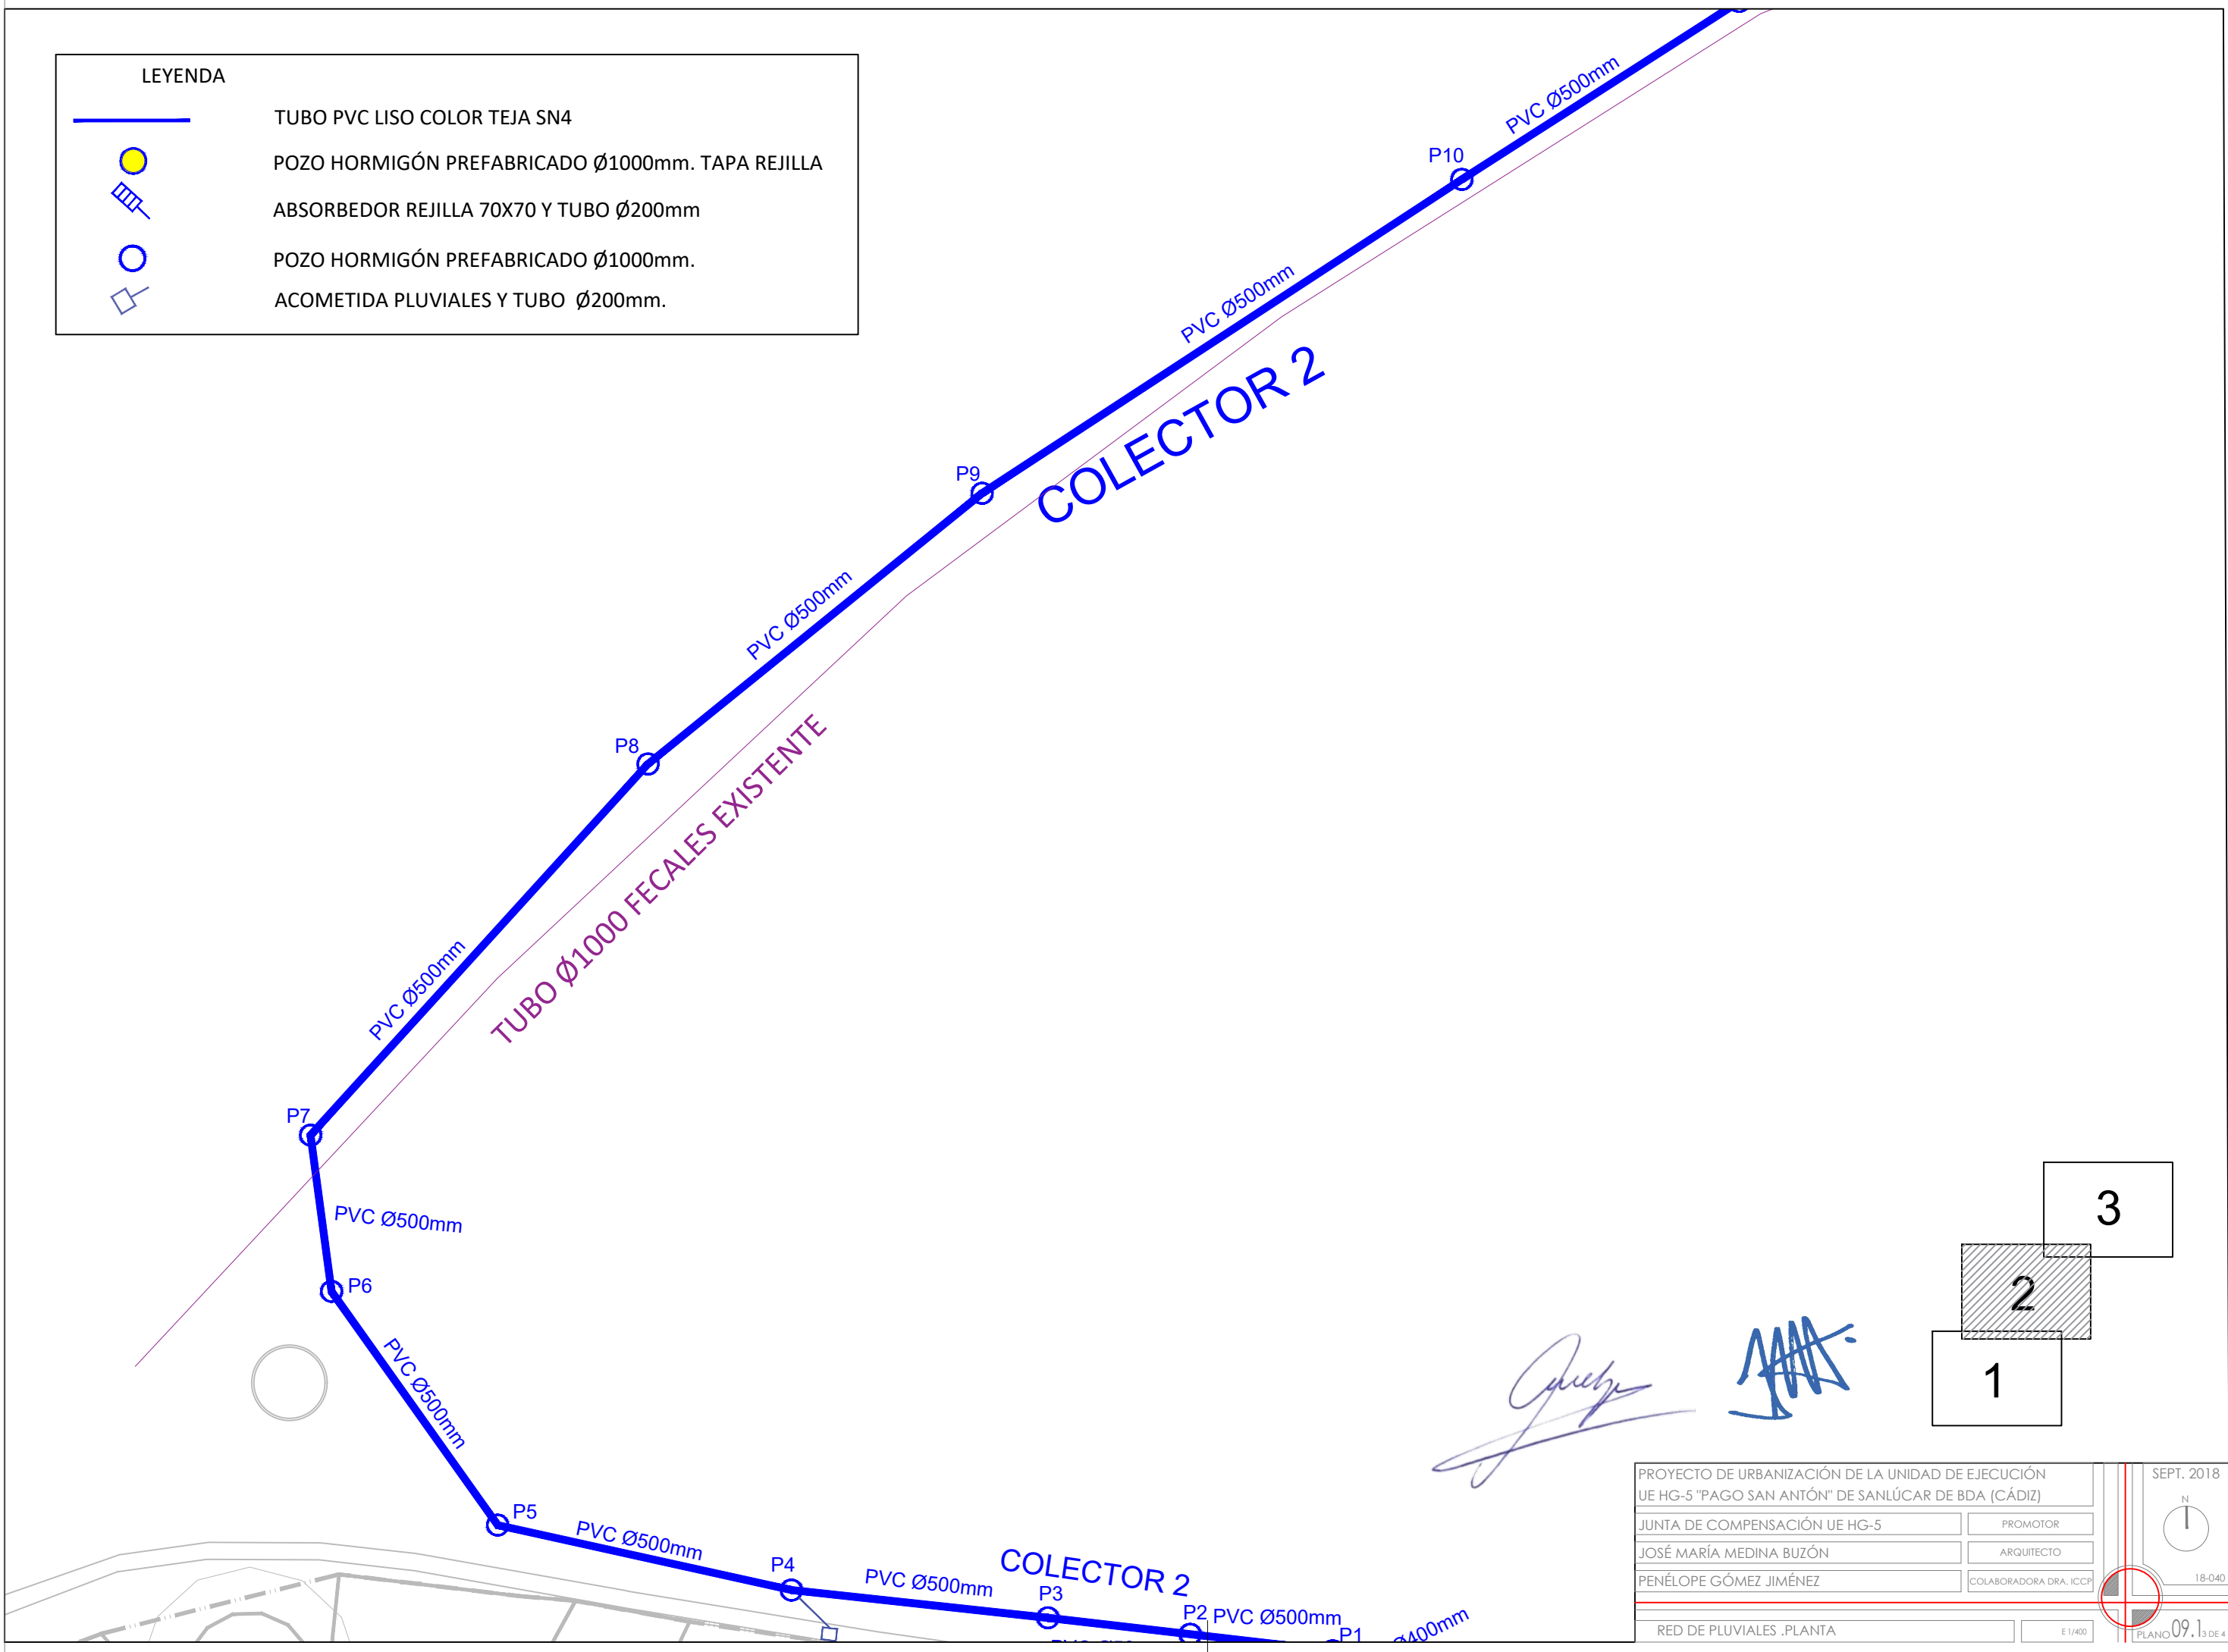 LEYENDA
TUBO PVC LISO COLOR TEJA SN4
POZO HORMIGÓN PREFABRICADO Ø1000mm. TAPA REJILLA
ABSORBEDOR REJILLA 70X70 Y TUBO Ø200mm
POZO HORMIGÓN PREFABRICADO Ø1000mm.
ACOMETIDA PLUVIALES Y TUBO Ø200mm.
PVC Ø500mm
P10
PVC Ø500mm
COLECTOR 2
P9
PVC Ø500mm
P8
TUBO Ø1000 FECALES EXISTENTE
PVC Ø500mm
P7
PVC Ø500mm
P6
PVC Ø500mm
P5
PVC Ø500mm
P4
PVC Ø500mm
COLECTOR 2
P3
P2
PVC Ø500mm
P1
Ø400mm
3
2
1
PROYECTO DE URBANIZACIÓN DE LA UNIDAD DE EJECUCIÓN
UE HG-5 "PAGO SAN ANTÓN" DE SANLÚCAR DE BDA (CÁDIZ)
JUNTA DE COMPENSACIÓN UE HG-5
PROMOTOR
JOSÉ MARÍA MEDINA BUZÓN
ARQUITECTO
PENÉLOPE GÓMEZ JIMÉNEZ
COLABORADORA DRA. ICCP
RED DE PLUVIALES .PLANTA
E 1/400
SEPT. 2018
N
18-040
PLANO 09.1 3 DE 4